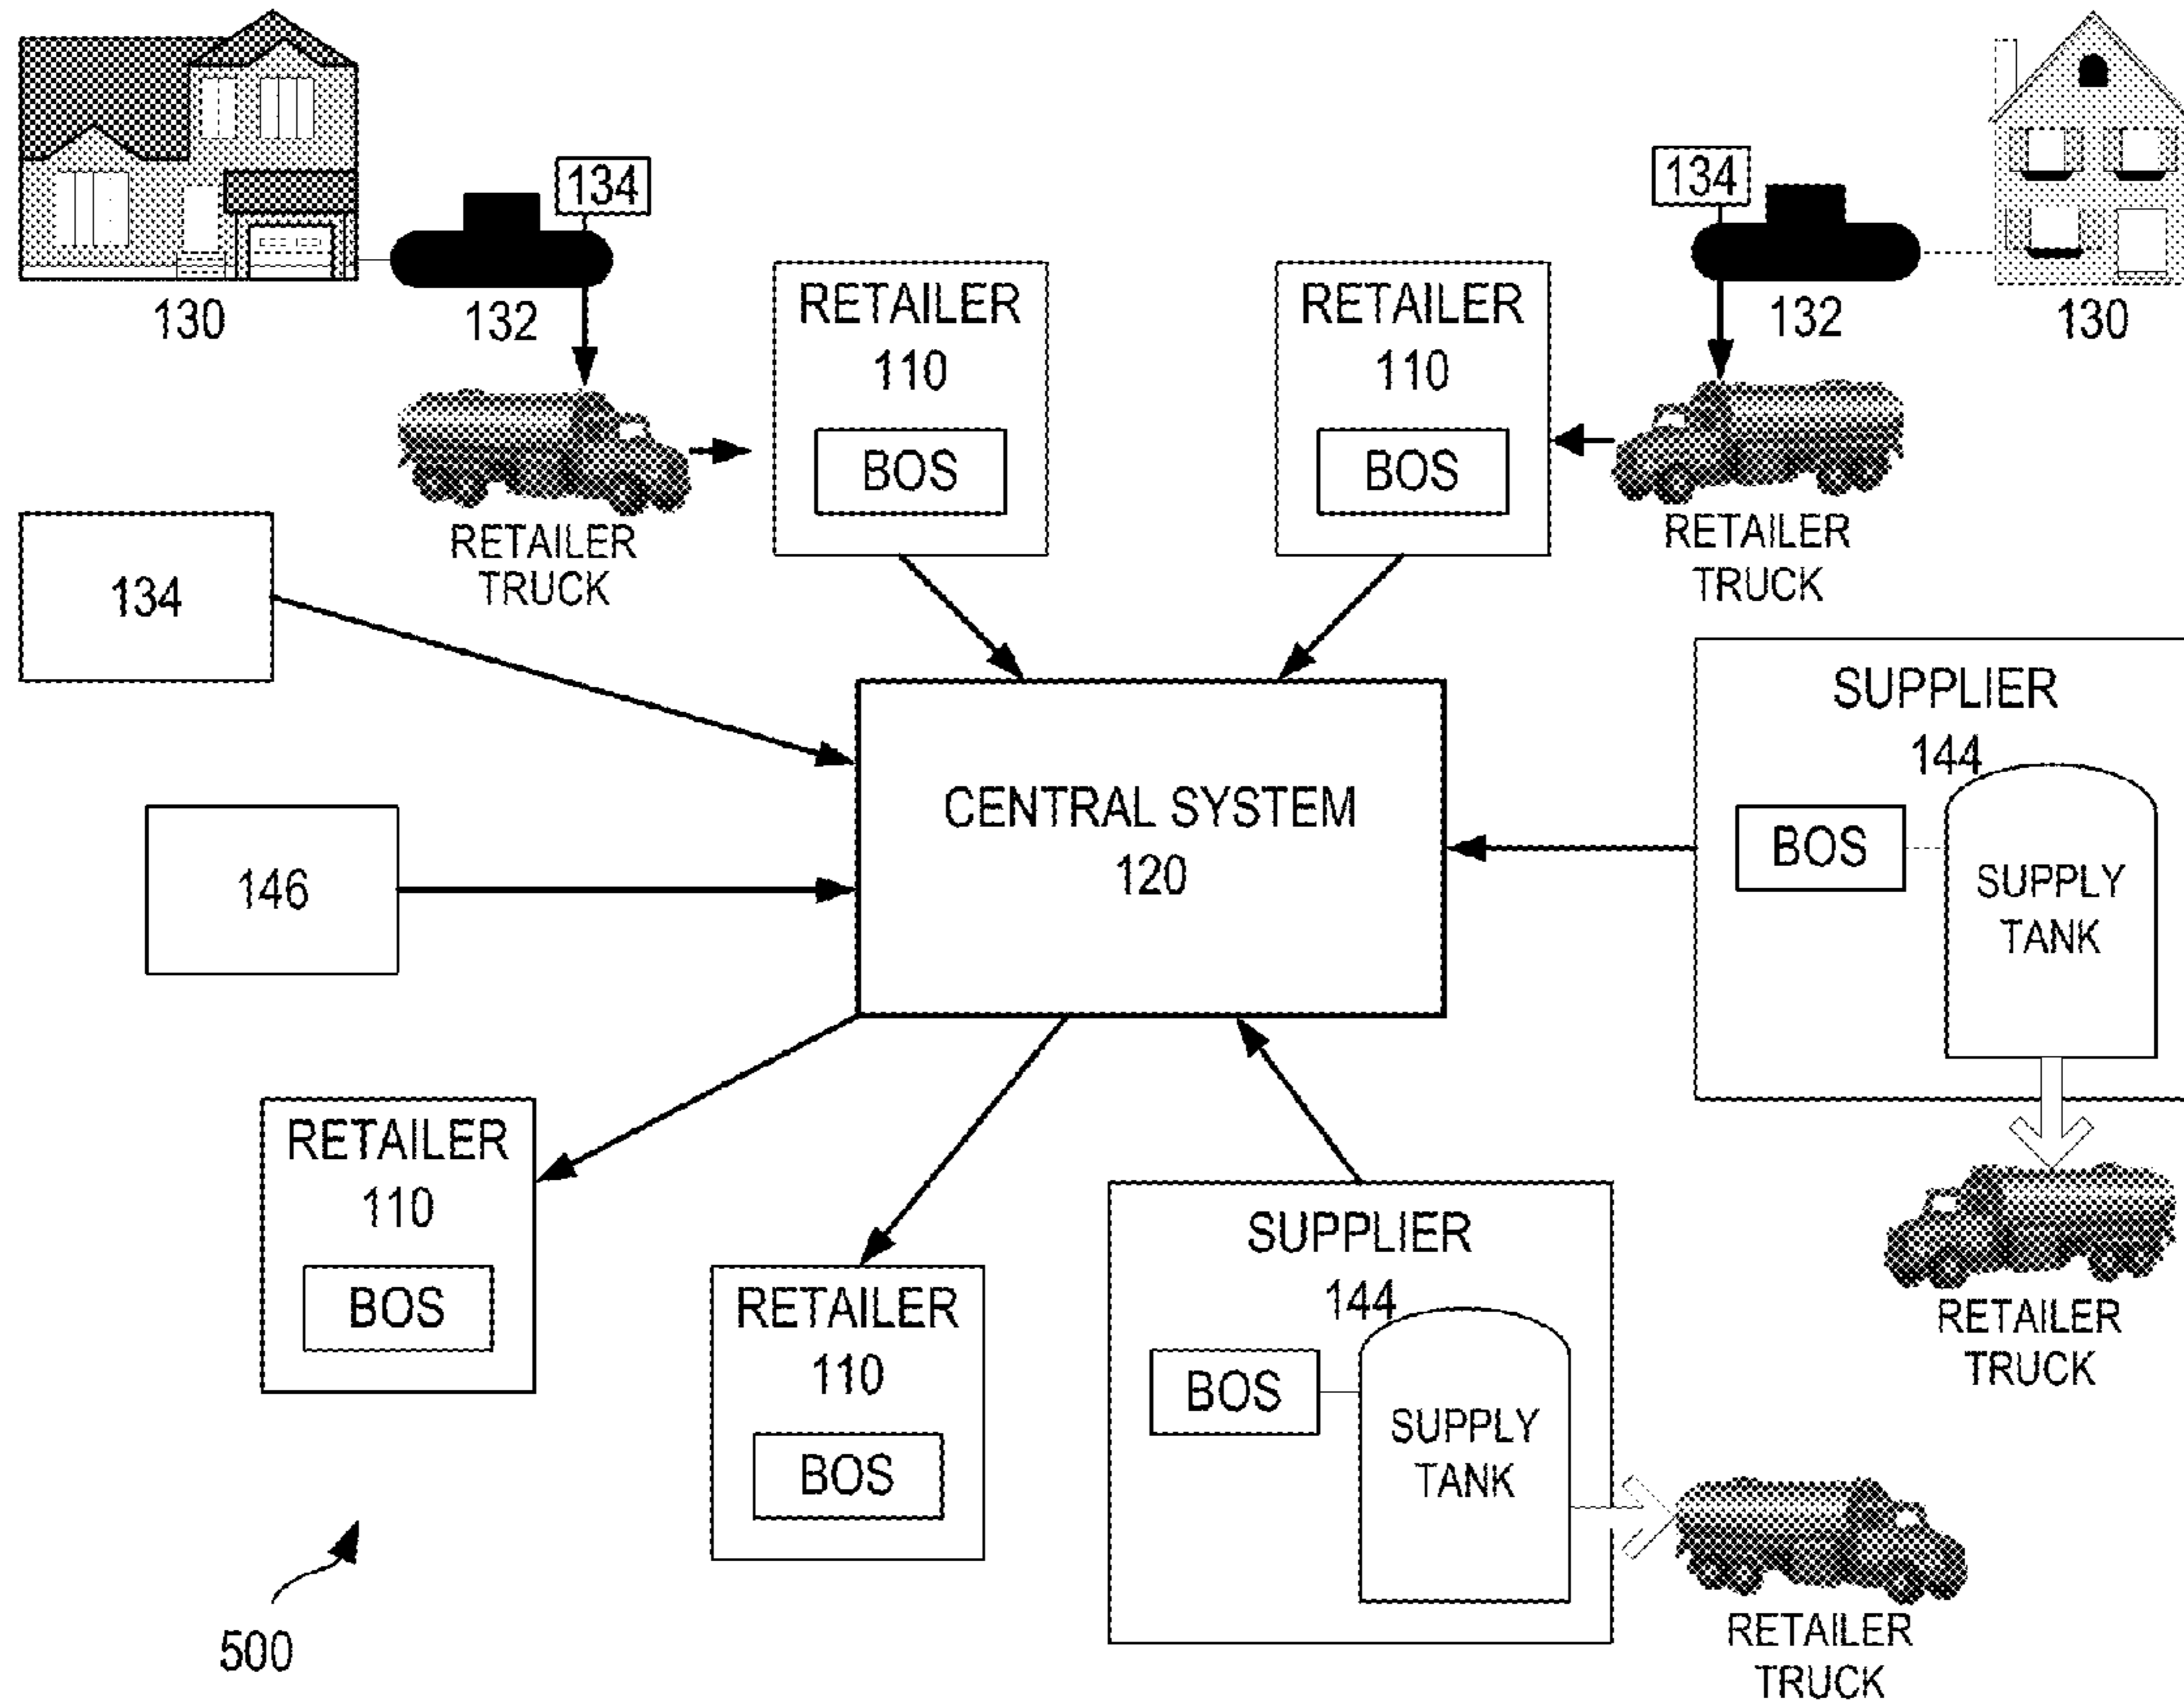 134
134
130
132
RETAILER
110
BOS
RETAILER
110
BOS
132
130
RETAILER
TRUCK
RETAILER
TRUCK
134
SUPPLIER
144
BOS
SUPPLY
TANK
CENTRAL SYSTEM
120
146
RETAILER
110
BOS
RETAILER
110
BOS
SUPPLIER
144
BOS
SUPPLY
TANK
RETAILER
TRUCK
RETAILER
TRUCK
500